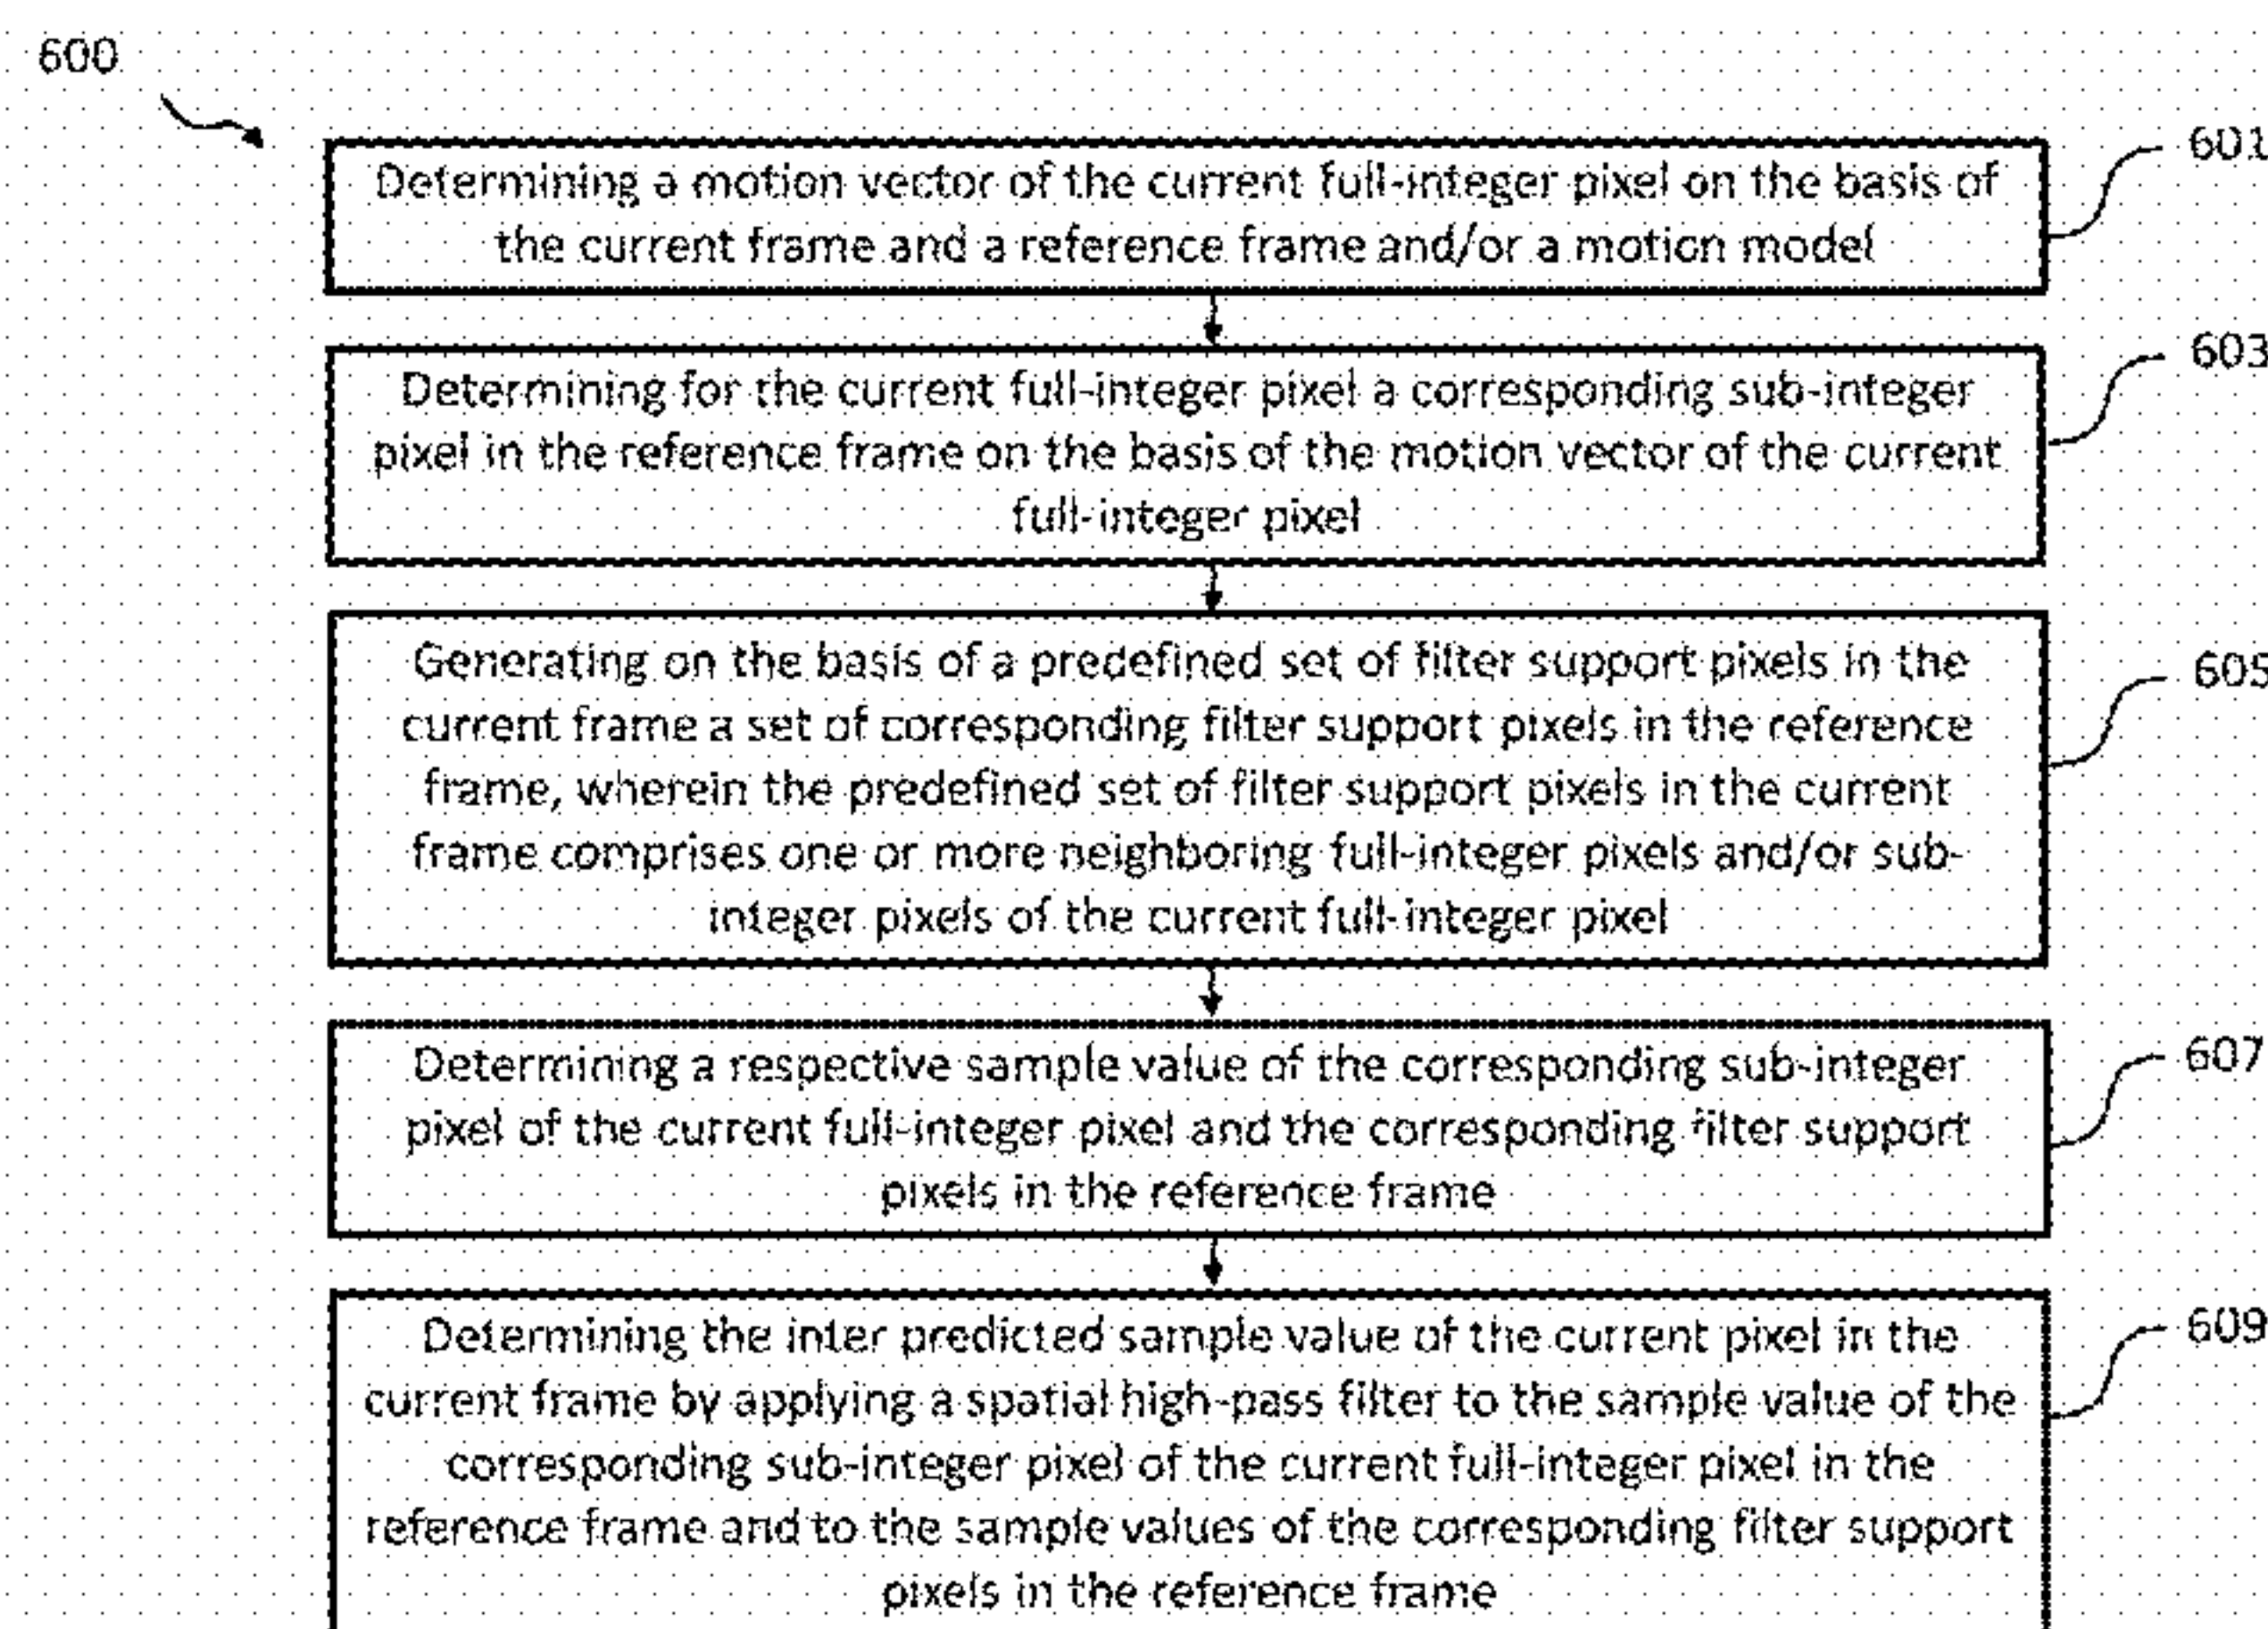 600
601
Determining a motion vector of the current full-integer pixel on the basis of
the current frame and a reference frame and/or a motion model
603
Determining for the current full-integer pixel a corresponding sub-integer
pixel in the reference frame on the basis of the motion vector of the current
full-integer pixel
605
Generating on the basis of a predefined set of filter support pixels in the
current frame a set of corresponding filter support pixels in the reference
frame, wherein the predefined set of filter support pixels in the current
frame comprises one or more neighboring full-integer pixels and/or sub-
integer pixels of the current full-integer pixel
607
Determining a respective sample value of the corresponding sub-integer
pixel of the current full-integer pixel and the corresponding filter support
pixels in the reference frame
609
Determining the inter predicted sample value of the current pixel in the
current frame by applying a spatial high-pass filter to the sample value of the
corresponding sub-integer pixel of the current full-integer pixel in the
reference frame and to the sample values of the corresponding filter support
pixels in the reference frame